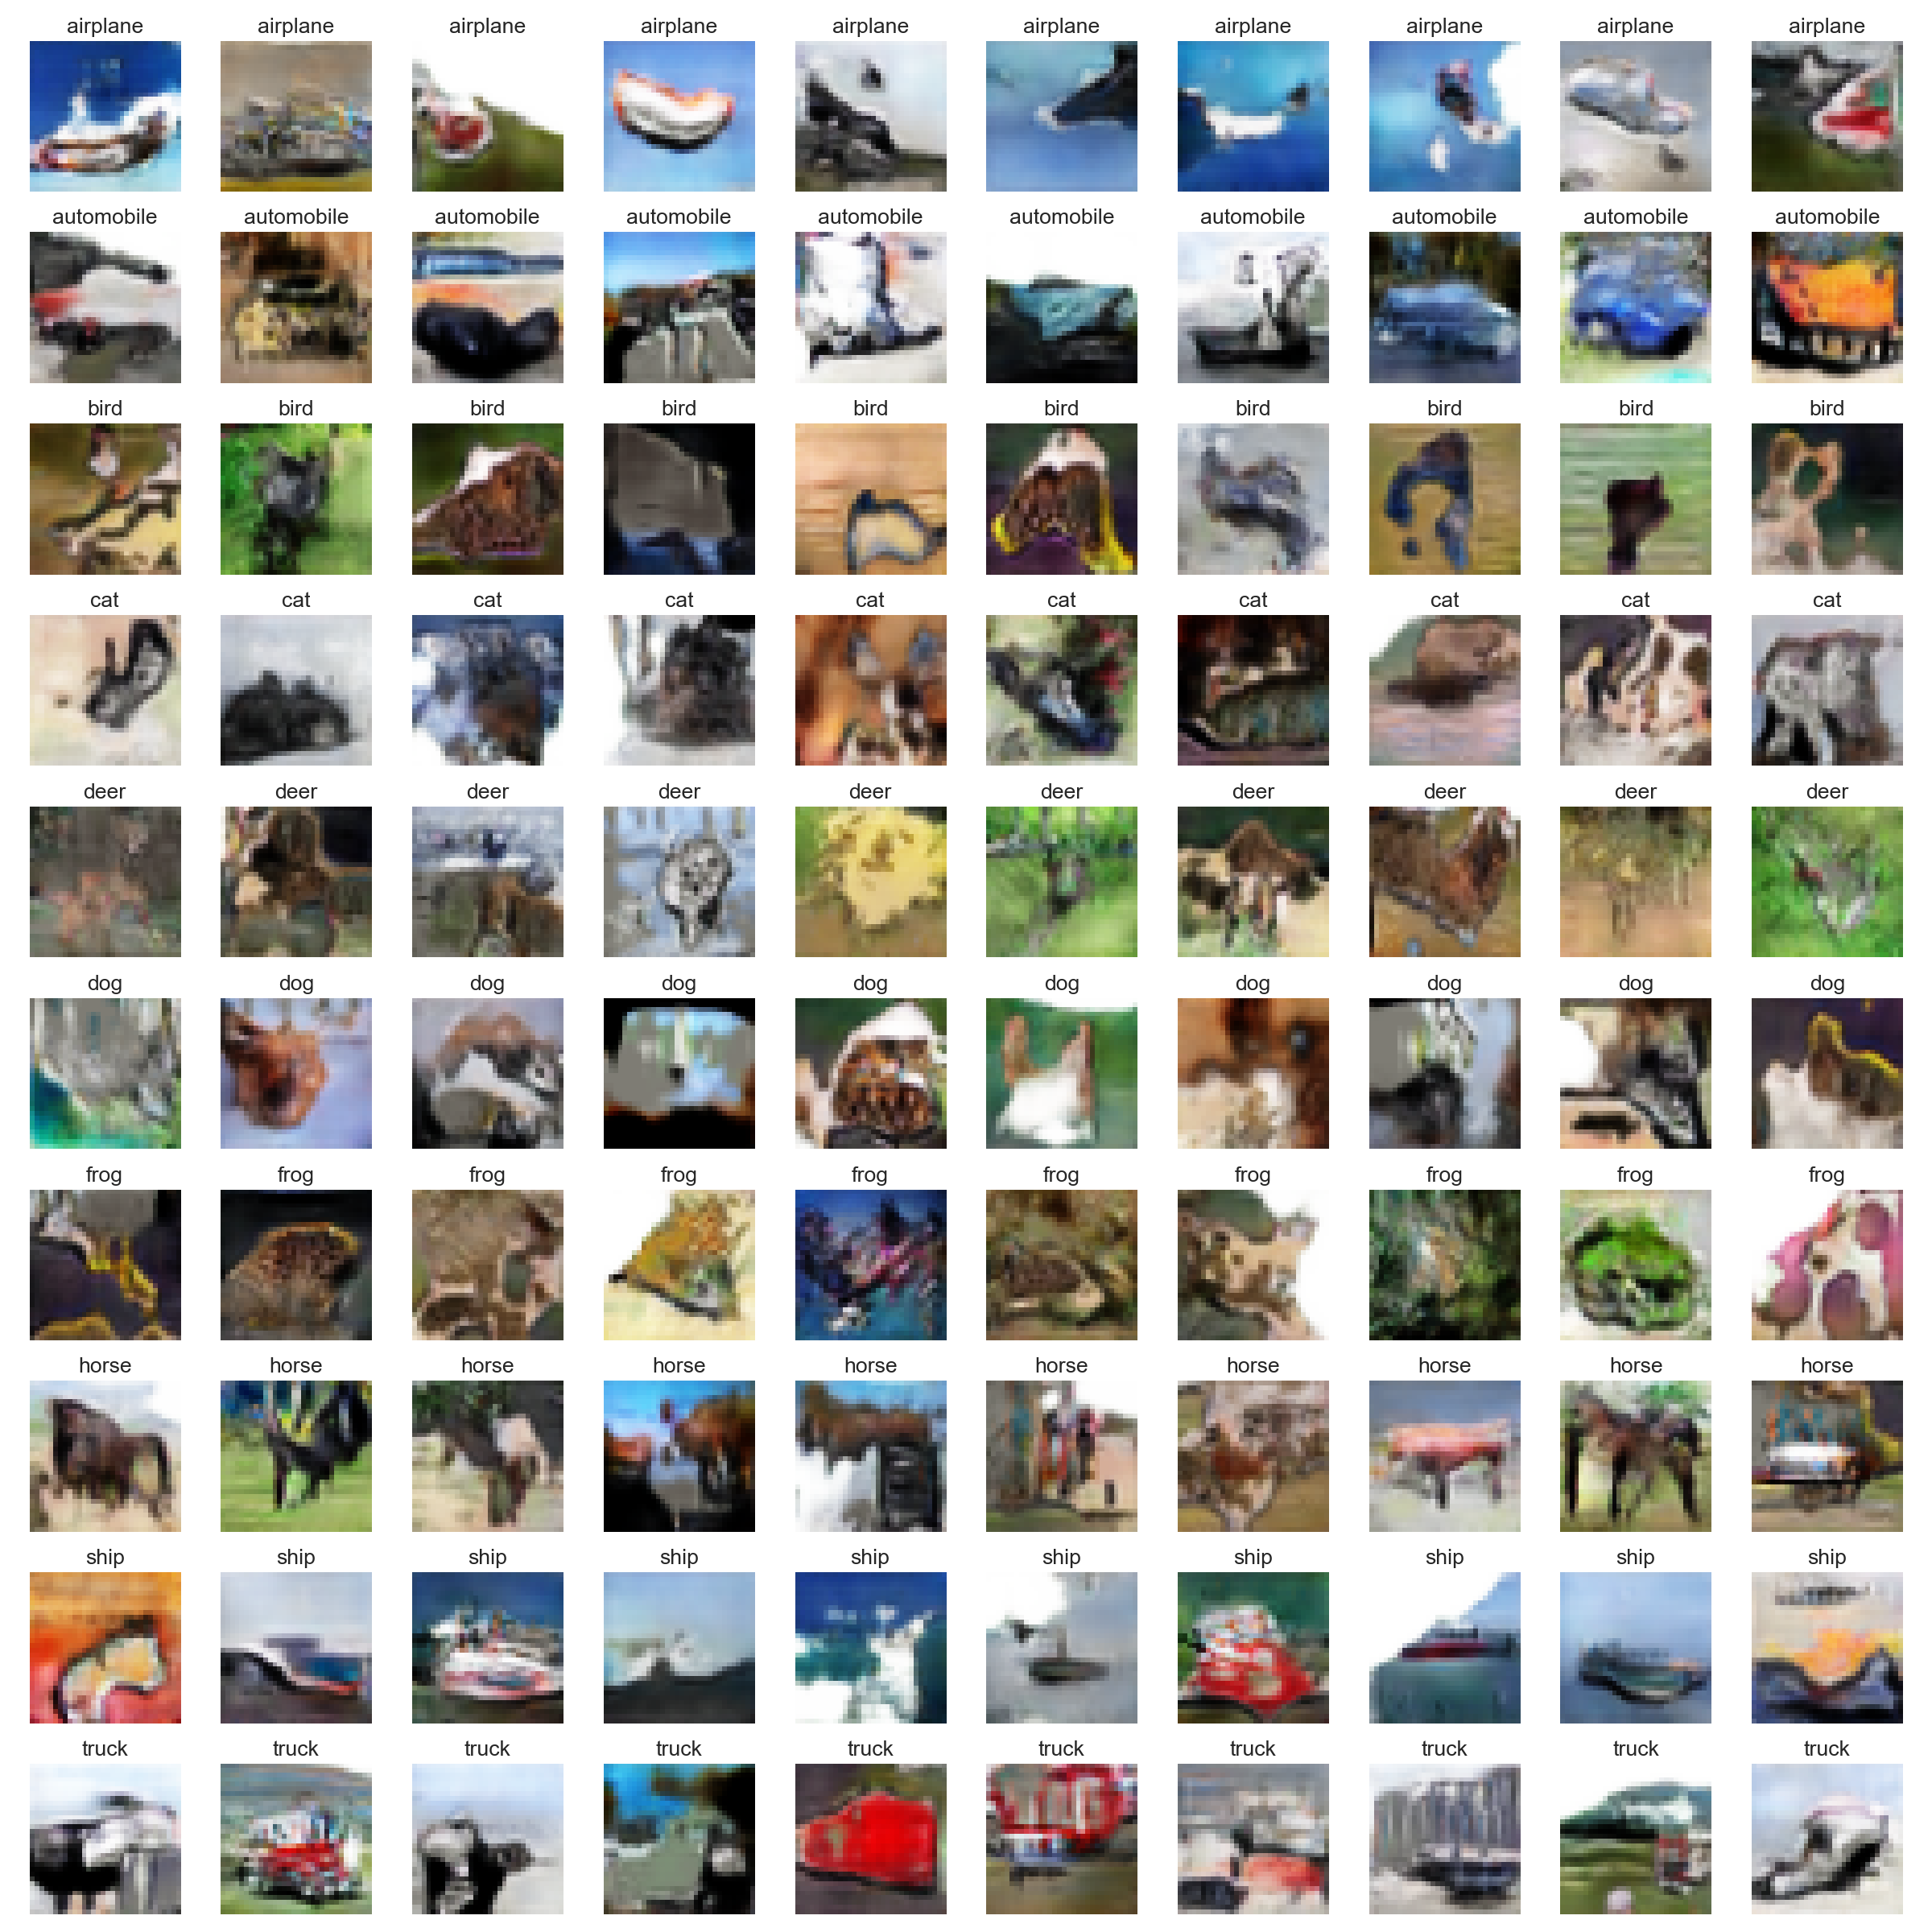 airplane airplane airplane airplane airplane airplane airplane airplane airplane airplane
automobile automobile automobile automobile automobile automobile automobile automobile automobile automobile
bird bird bird bird bird bird bird bird bird bird
cat cat cat cat cat cat cat cat cat cat
deer deer deer deer deer deer deer deer deer deer
dog dog dog dog dog dog dog dog dog dog
frog frog frog frog frog frog frog frog frog frog
horse horse horse horse horse horse horse horse horse horse
ship ship ship ship ship ship ship ship ship ship
truck truck truck truck truck truck truck truck truck truck